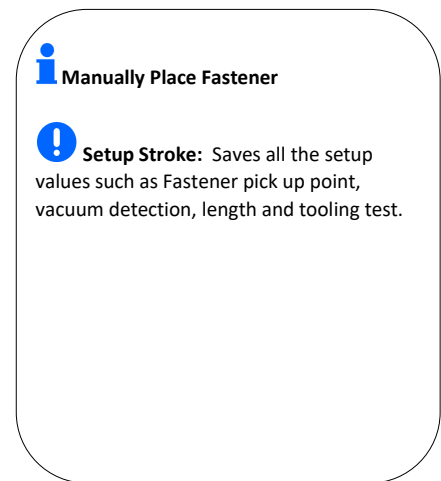 Manually Place Fastener
Setup Stroke: Saves all the setup
values such as Fastener pick up point,
vacuum detection, length and tooling test.